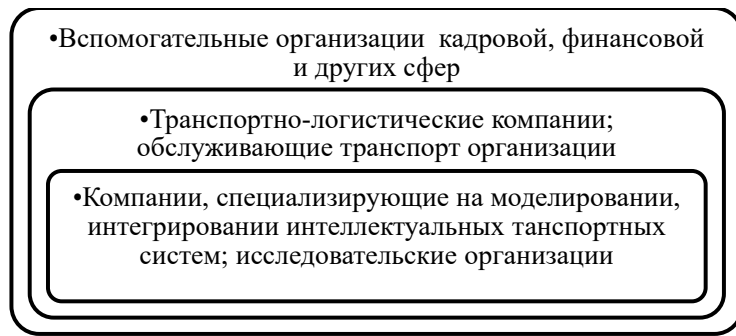 •Вспомогательные организации  кадровой, финансовой
и других сфер
•Транспортно-логистические компании;
обслуживающие транспорт организации
•Компании, специализирующие на моделировании,
интегрировании интеллектуальных танспортных
систем; исследовательские организации